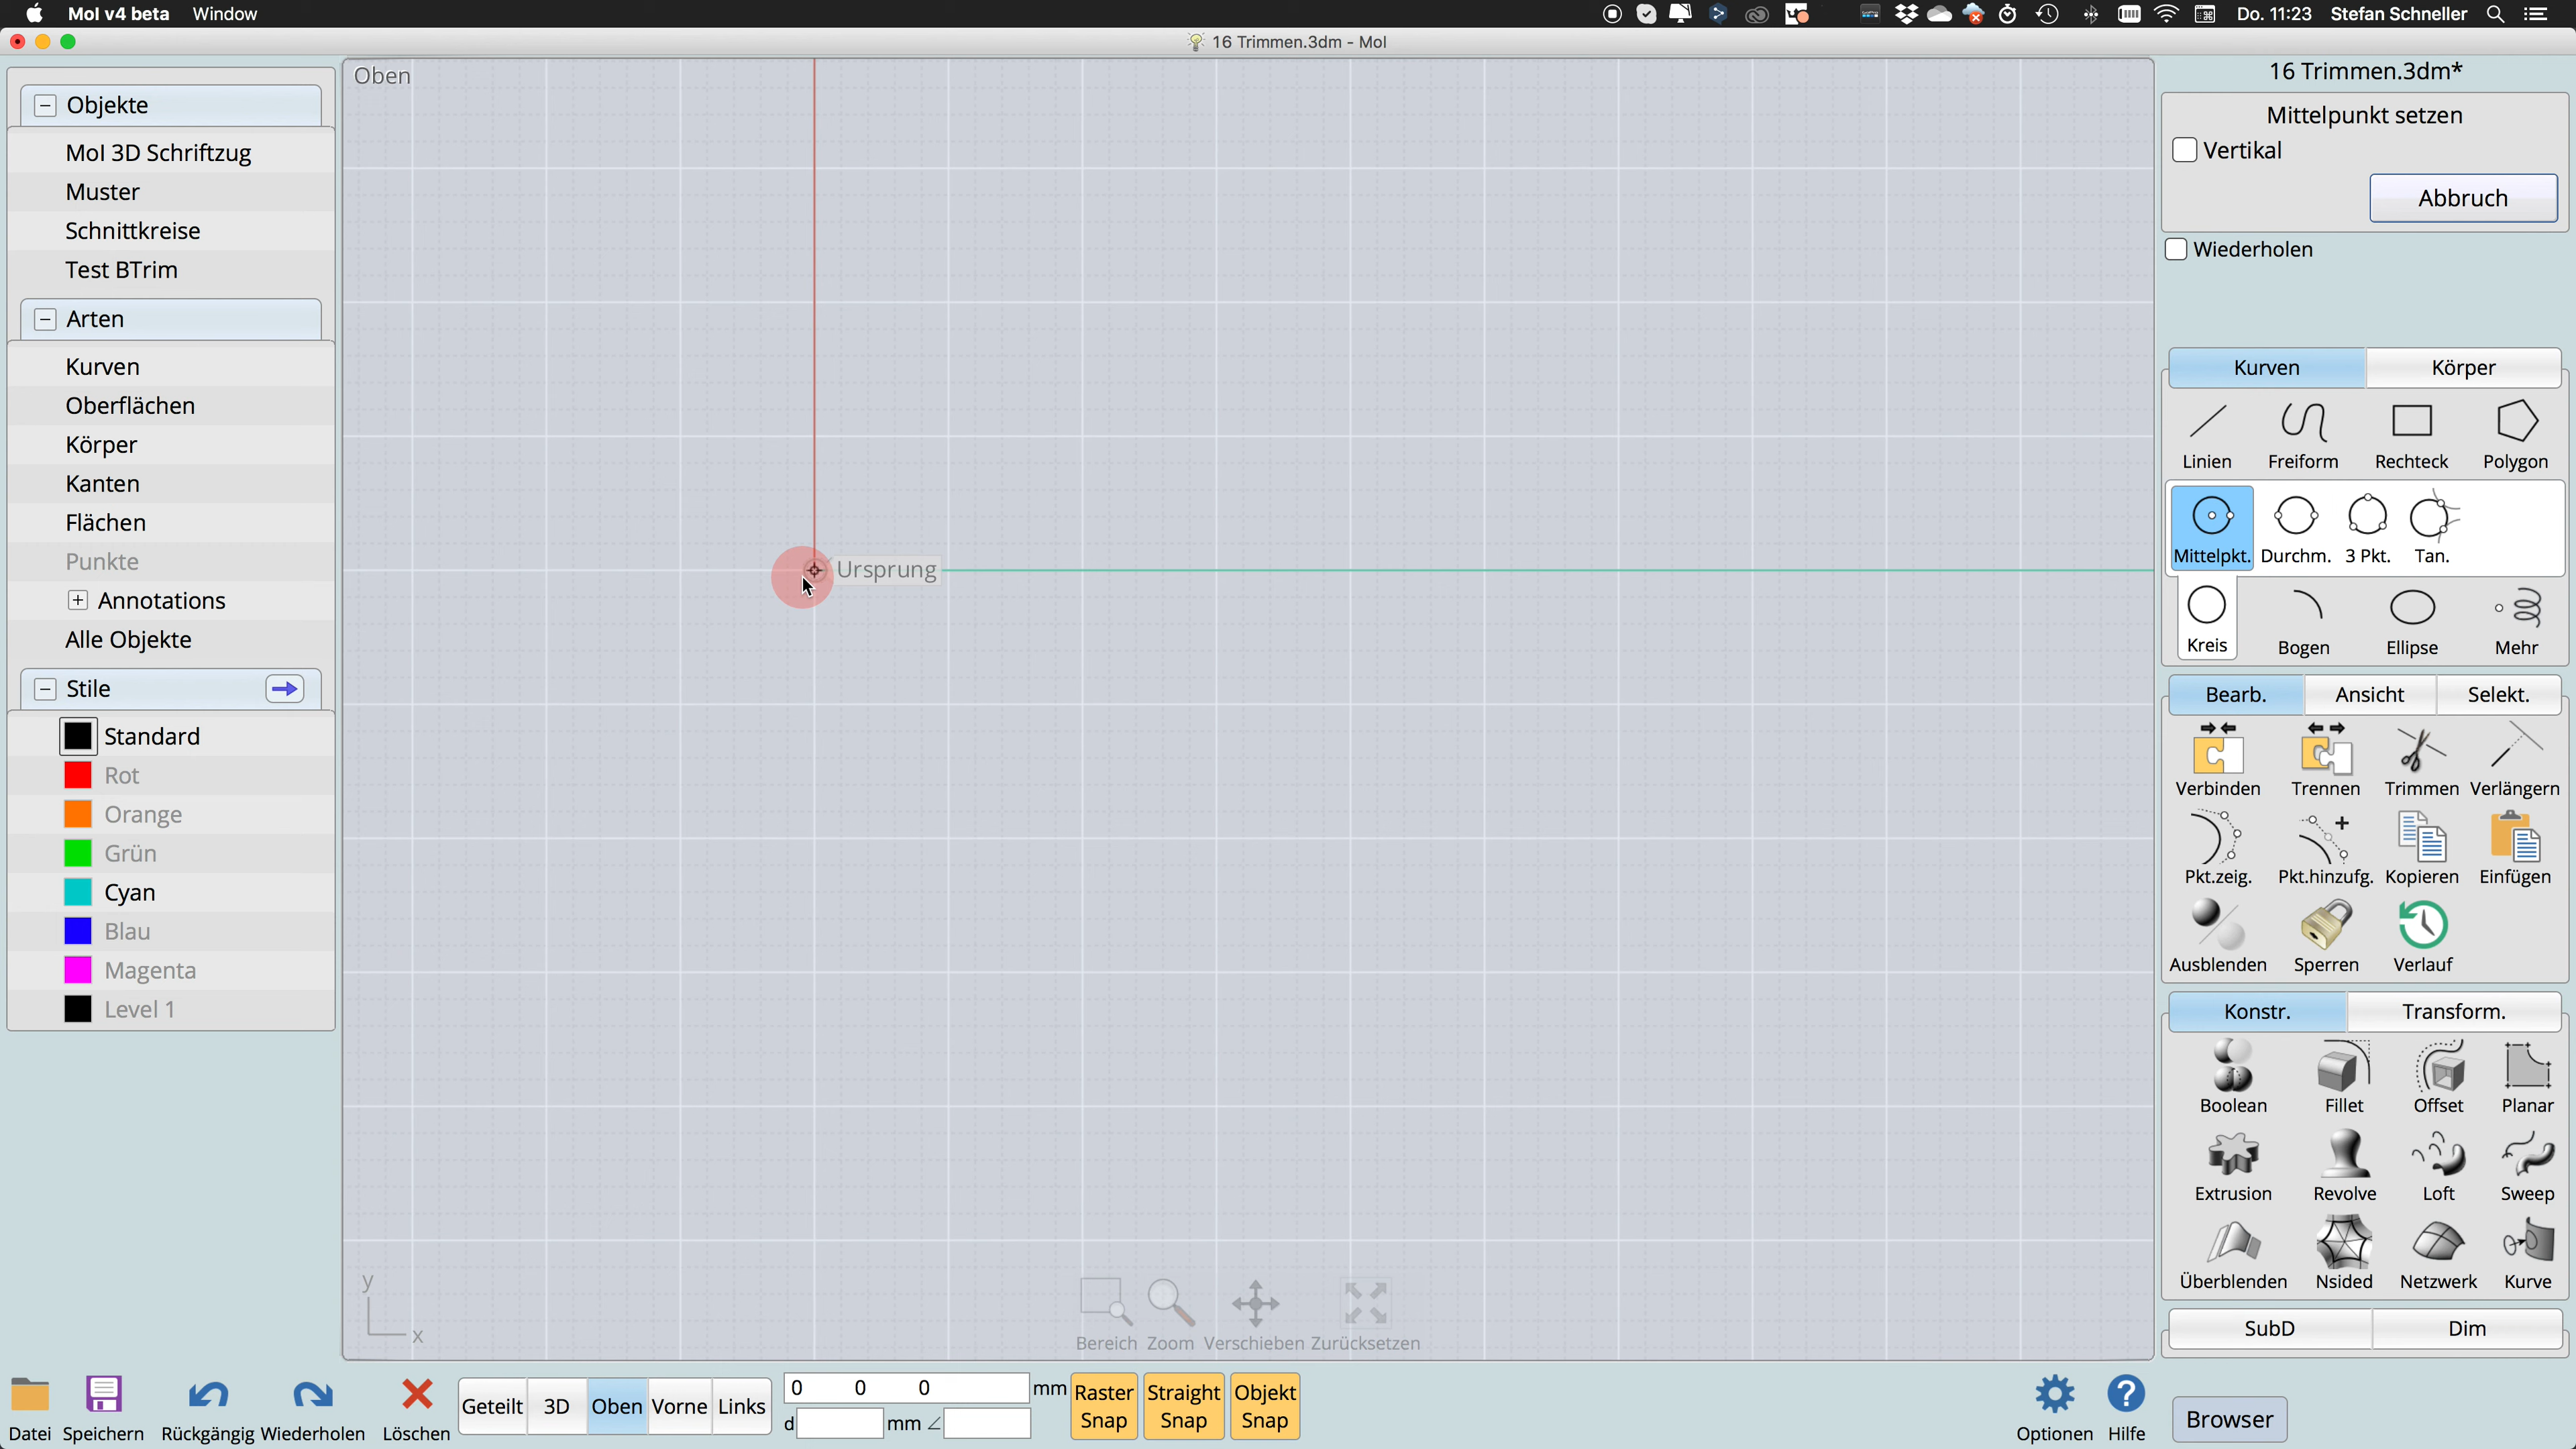 MoI v4 beta Window
Do. 11:23 Stefan Schneller
16 Trimmen.3dm - MoI
Oben
16 Trimmen.3dm*
Mittelpunkt setzen
Vertikal
Abbruch
Wiederholen
Objekte
MoI 3D Schriftzug
Muster
Schnittkreise
Test BTrim
Arten
Kurven
Oberflächen
Körper
Kanten
Flächen
Punkte
Annotations
Alle Objekte
Stile
Standard
Rot
Orange
Grün
Cyan
Blau
Magenta
Level 1
Ursprung
y
x
Bereich Zoom Verschieben Zurücksetzen
Kurven Körper
Linien Freiform Rechteck Polygon
Mittelpkt. Durchm. 3 Pkt. Tan.
Kreis Bogen Ellipse Mehr
Bearb. Ansicht Selekt.
Verbinden Trennen Trimmen Verlängern
Pkt.zeig. Pkt.hinzufg. Kopieren Einfügen
Ausblenden Sperren Verlauf
Konstr. Transform.
Boolean Fillet Offset Planar
Extrusion Revolve Loft Sweep
Überblenden Nsided Netzwerk Kurve
SubD Dim
Datei Speichern Rückgängig Wiederholen Löschen
Geteilt 3D Oben Vorne Links
0 0 0 mm
d mm ∠
Raster Snap
Straight Snap
Objekt Snap
Optionen Hilfe
Browser